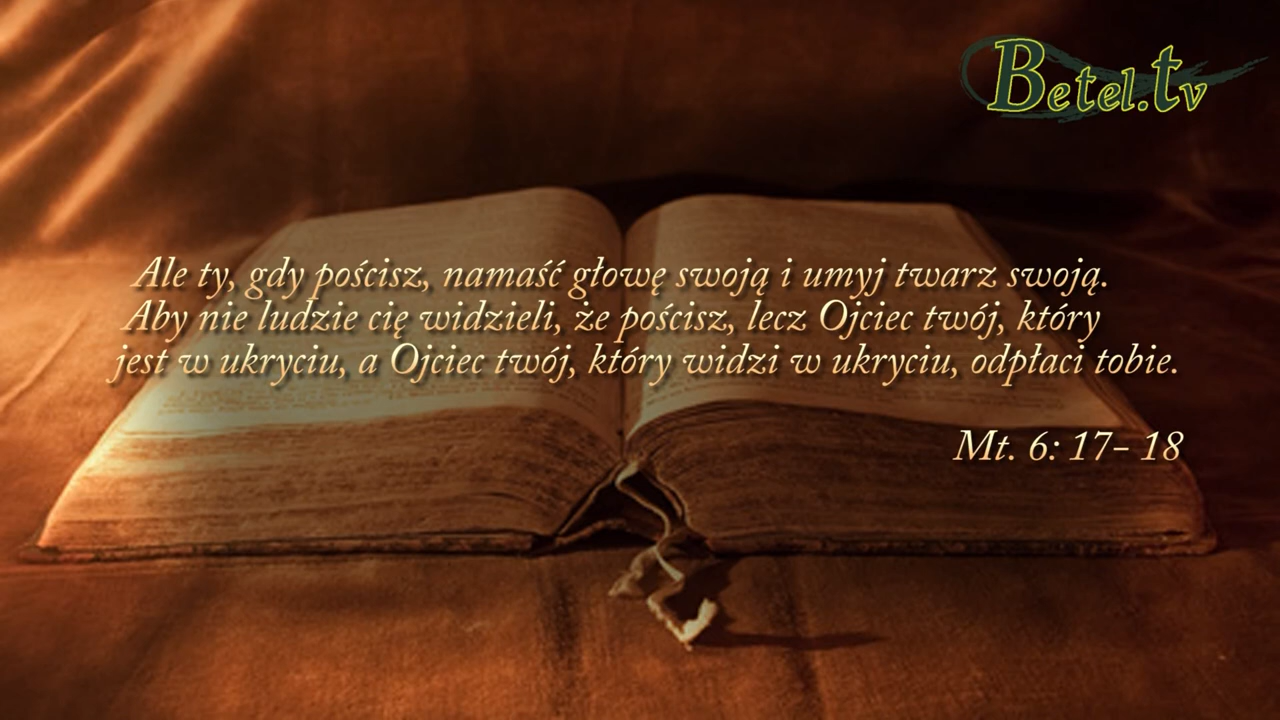 Betel.tv
Ale ty, gdy pościsz, namaść głowę swoją i umyj twarz swoją.
Aby nie ludzie cię widzieli, że pościsz, lecz Ojciec twój, który
jest w ukryciu, a Ojciec twój, który widzi w ukryciu, odpłaci tobie.
Mt. 6: 17- 18